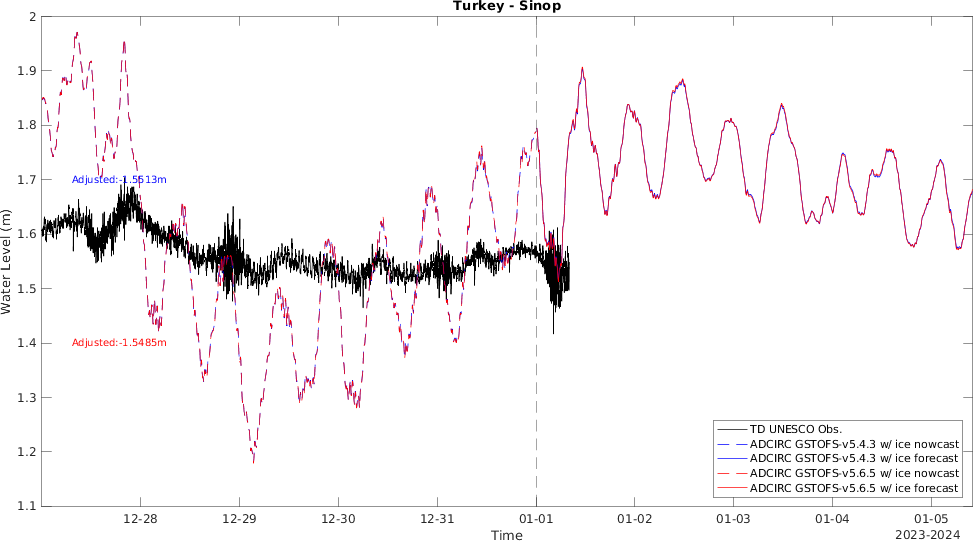 Turkey - Sinop
2
1.9
1.8
1.7
1.6
1.5
1.4
1.3
1.2
1.1
Water Level (m)
Adjusted:-1.5513m
Adjusted:-1.5485m
TD UNESCO Obs.
ADCIRC GSTOFS-v5.4.3 w/ ice nowcast
ADCIRC GSTOFS-v5.4.3 w/ ice forecast
ADCIRC GSTOFS-v5.6.5 w/ ice nowcast
ADCIRC GSTOFS-v5.6.5 w/ ice forecast
12-28 12-29 12-30 12-31 01-01 01-02 01-03 01-04 01-05
Time
2023-2024